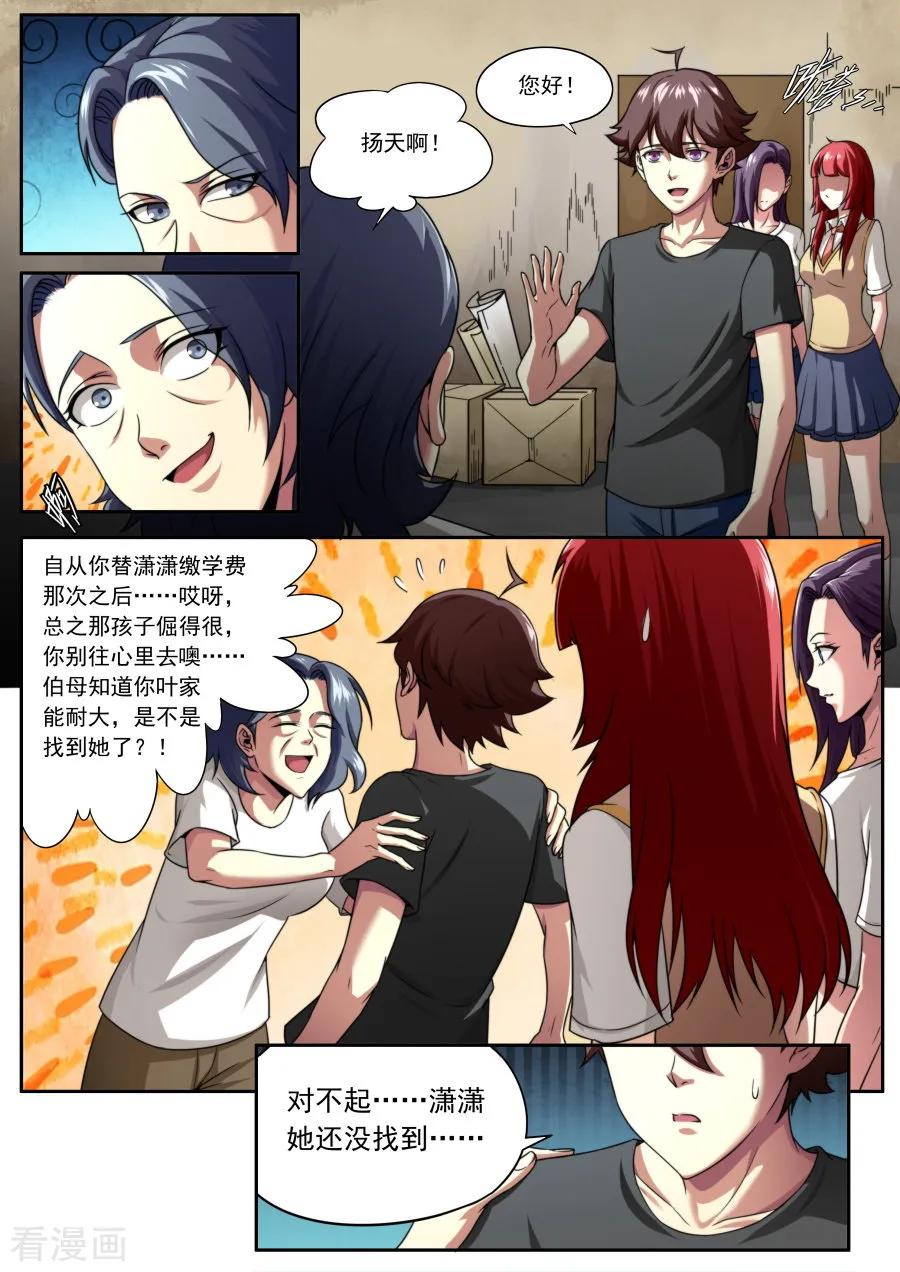 您好！
扬天啊！
自从你替潇潇缴学费
那次之后……哎呀，
总之那孩子倔得很，
你别往心里去噢……
伯母知道你叶家
能耐大，是不是
找到她了？！
对不起……潇潇
她还没找到……
看漫画